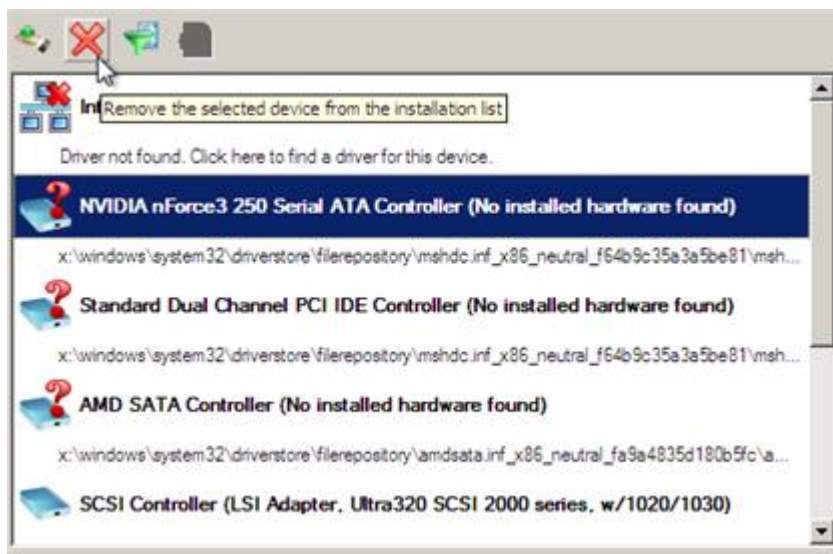 Int
Remove the selected device from the installation list
Driver not found. Click here to find a driver for this device.
NVIDIA nForce3 250 Serial ATA Controller (No installed hardware found)
x:\windows\system32\driverstore\filerepository\mshdc.inf_x86_neutral_f64b9c35a3a5be81\msh...
Standard Dual Channel PCI IDE Controller (No installed hardware found)
x:\windows\system32\driverstore\filerepository\mshdc.inf_x86_neutral_f64b9c35a3a5be81\msh...
AMD SATA Controller (No installed hardware found)
x:\windows\system32\driverstore\filerepository\amdsata.inf_x86_neutral_fa9a4835d180b5fc\a...
SCSI Controller (LSI Adapter, Ultra320 SCSI 2000 series, w/1020/1030)